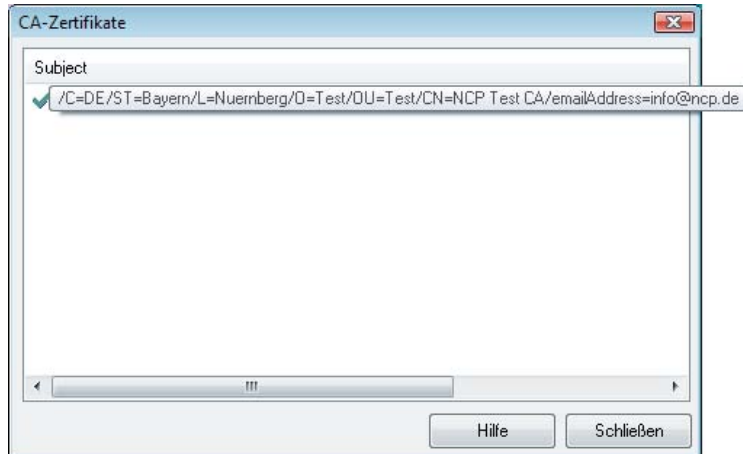 CA-Zertifikate
Subject
/C=DE/ST=Bayern/L=Nuernberg/O=Test/OU=Test/CN=NCP Test CA/emailAddress=info@ncp.de
Hilfe
Schließen